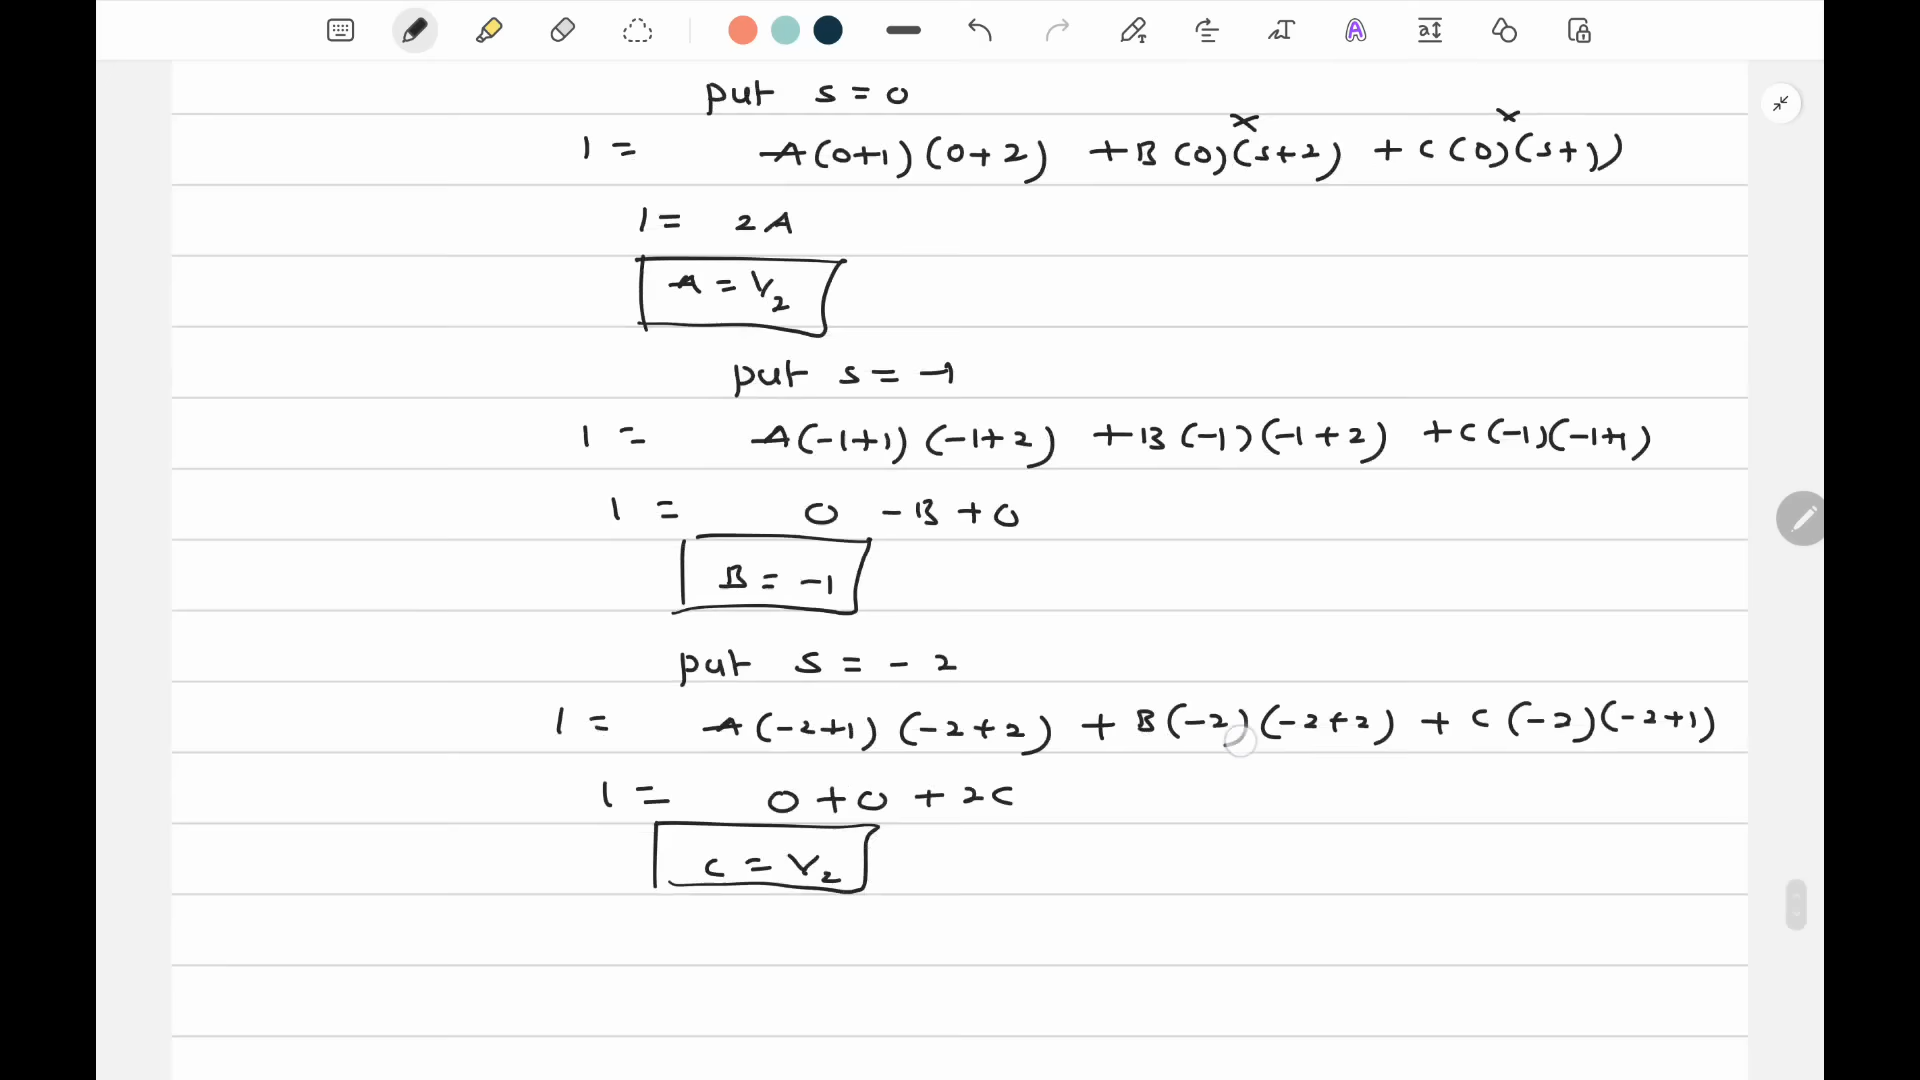 put s = 0
1 = A(0+1)(0+2) + B(0)(s+2) + C(0)(s+1)
1 = 2A
A = 1/2
put s = -1
1 = A(-1+1)(-1+2) + B(-1)(-1+2) + C(-1)(-1+1)
1 = 0 - B + 0
B = -1
put s = -2
1 = A(-2+1)(-2+2) + B(-2)(-2+2) + C(-2)(-2+1)
1 = 0 + 0 + 2C
C = 1/2